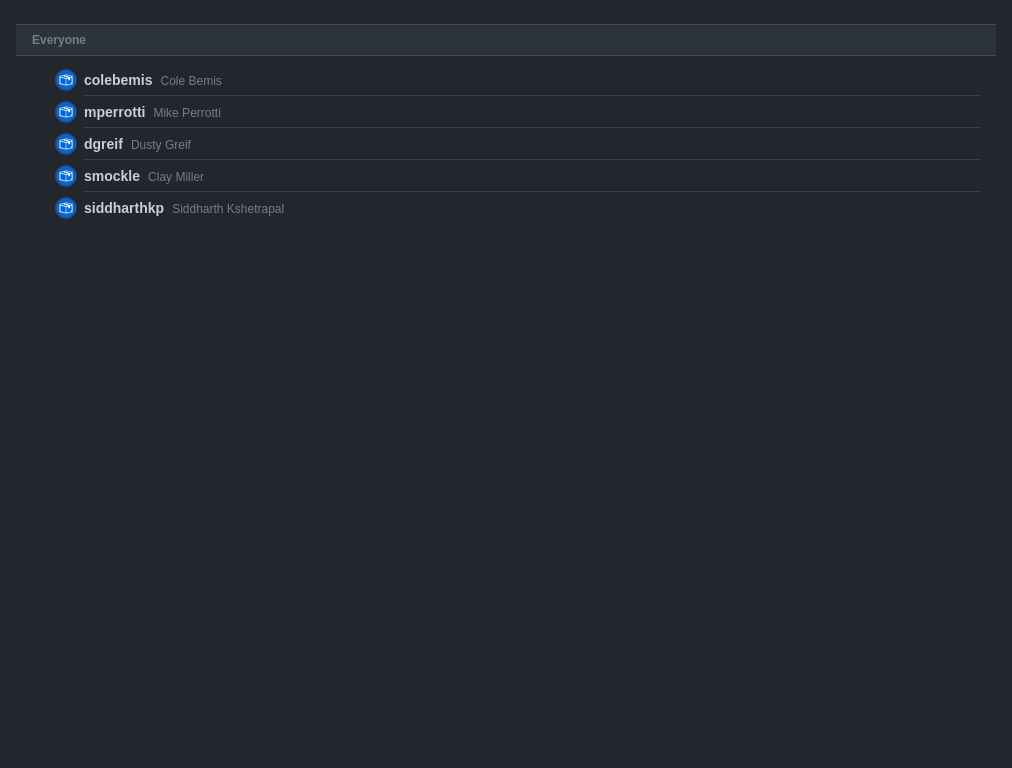 Everyone
colebemis Cole Bemis
mperrotti Mike Perrotti
dgreif Dusty Greif
smockle Clay Miller
siddharthkp Siddharth Kshetrapal